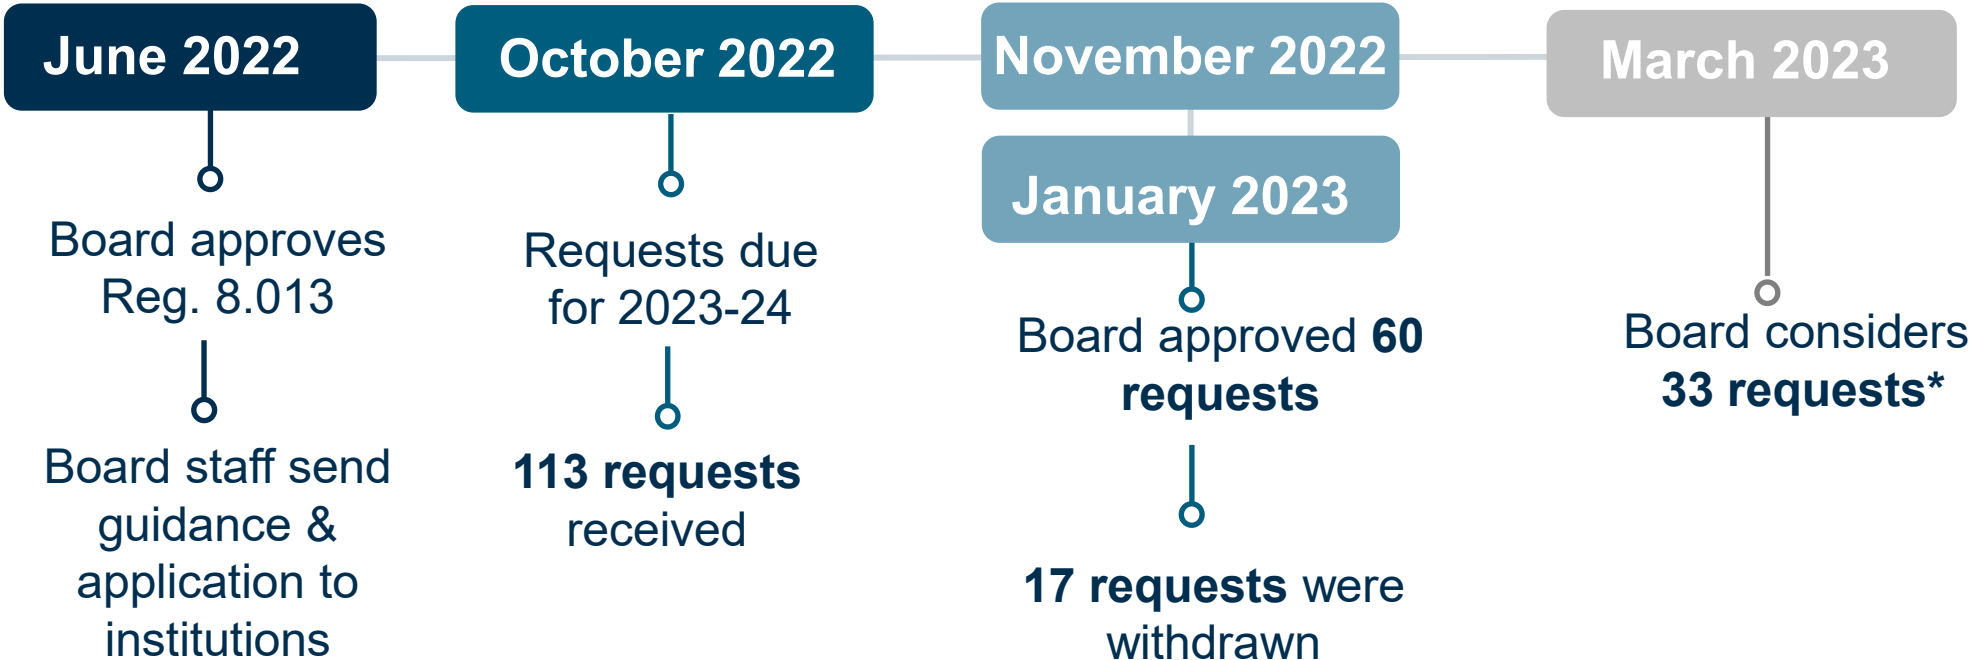 June 2022
Board approves
Reg. 8.013
Board staff send
guidance &
application to
institutions
October 2022
Requests due
for 2023-24
113 requests
received
November 2022
January 2023
Board approved 60
requests
17 requests were
withdrawn
March 2023
Board considers
33 requests*